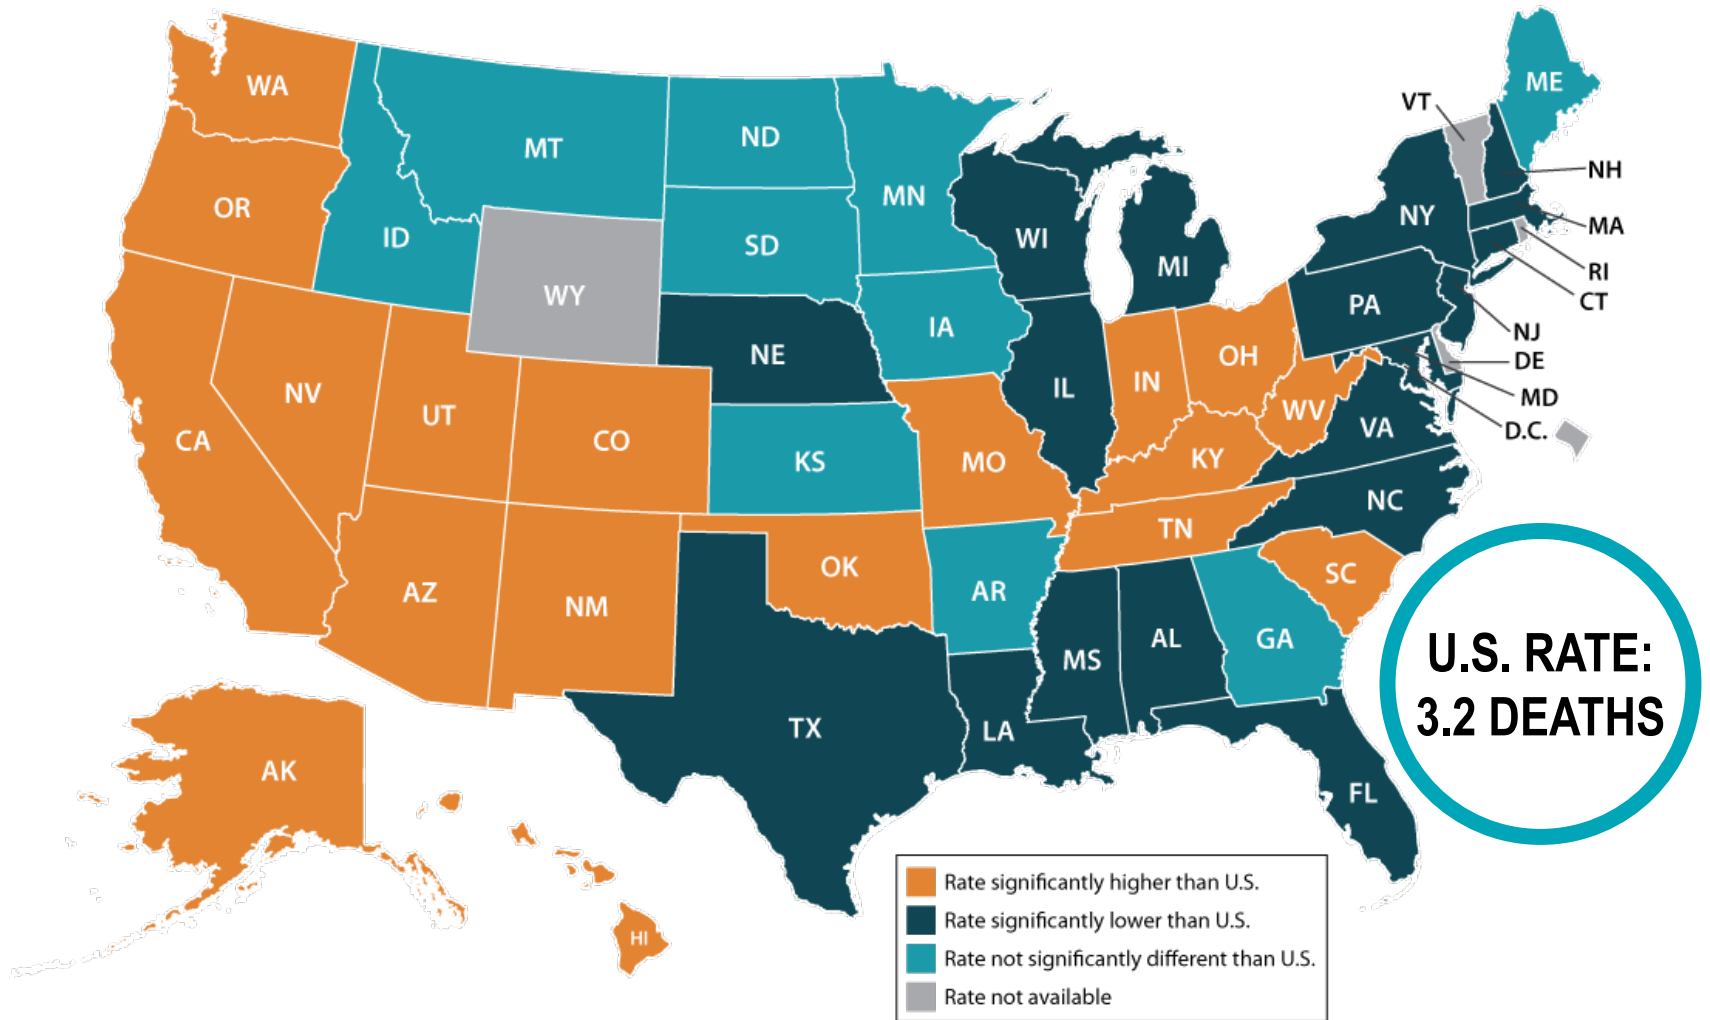 WA
OR
CA
NV
ID
MT
WY
UT
CO
AZ
NM
ND
SD
NE
KS
OK
TX
MN
IA
MO
AR
LA
WI
IL
MI
IN
OH
KY
TN
MS
AL
GA
FL
SC
NC
VA
WV
PA
NY
ME
VT
NH
MA
RI
CT
NJ
DE
MD
D.C.
AK
HI
U.S. RATE:
3.2 DEATHS
Rate significantly higher than U.S.
Rate significantly lower than U.S.
Rate not significantly different than U.S.
Rate not available